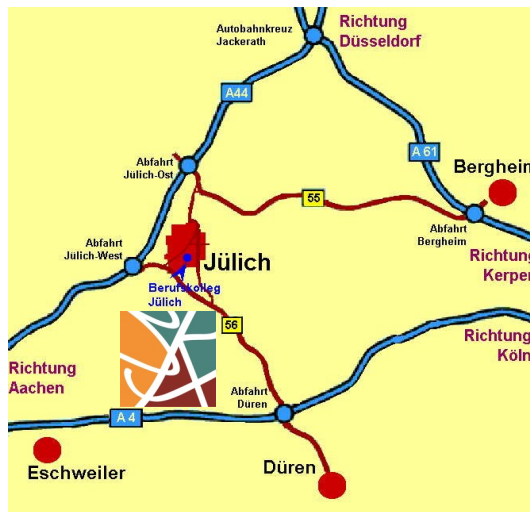 Autobahnkreuz
Jackerath
Richtung
Düsseldorf
A44
A 61
Abfahrt
Jülich-Ost
Bergheim
55
Abfahrt
Bergheim
Abfahrt
Jülich-West
Jülich
Richtung
Kerpen
Berufskolleg
Jülich
56
Richtung
Köln
Richtung
Aachen
Abfahrt
Düren
A 4
Eschweiler
Düren